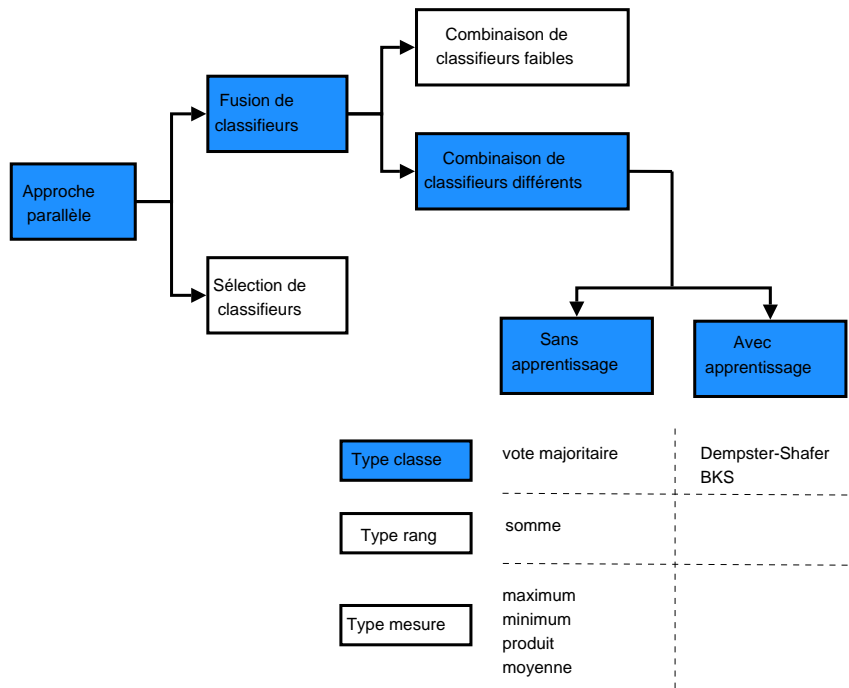 Combinaison de
classifieurs faibles
Fusion de
classifieurs
Combinaison de
classifieurs différents
Approche
parallèle
Sélection de
classifieurs
Sans
apprentissage
Avec
apprentissage
Type classe
vote majoritaire
Dempster-Shafer
BKS
Type rang
somme
Type mesure
maximum
minimum
produit
moyenne